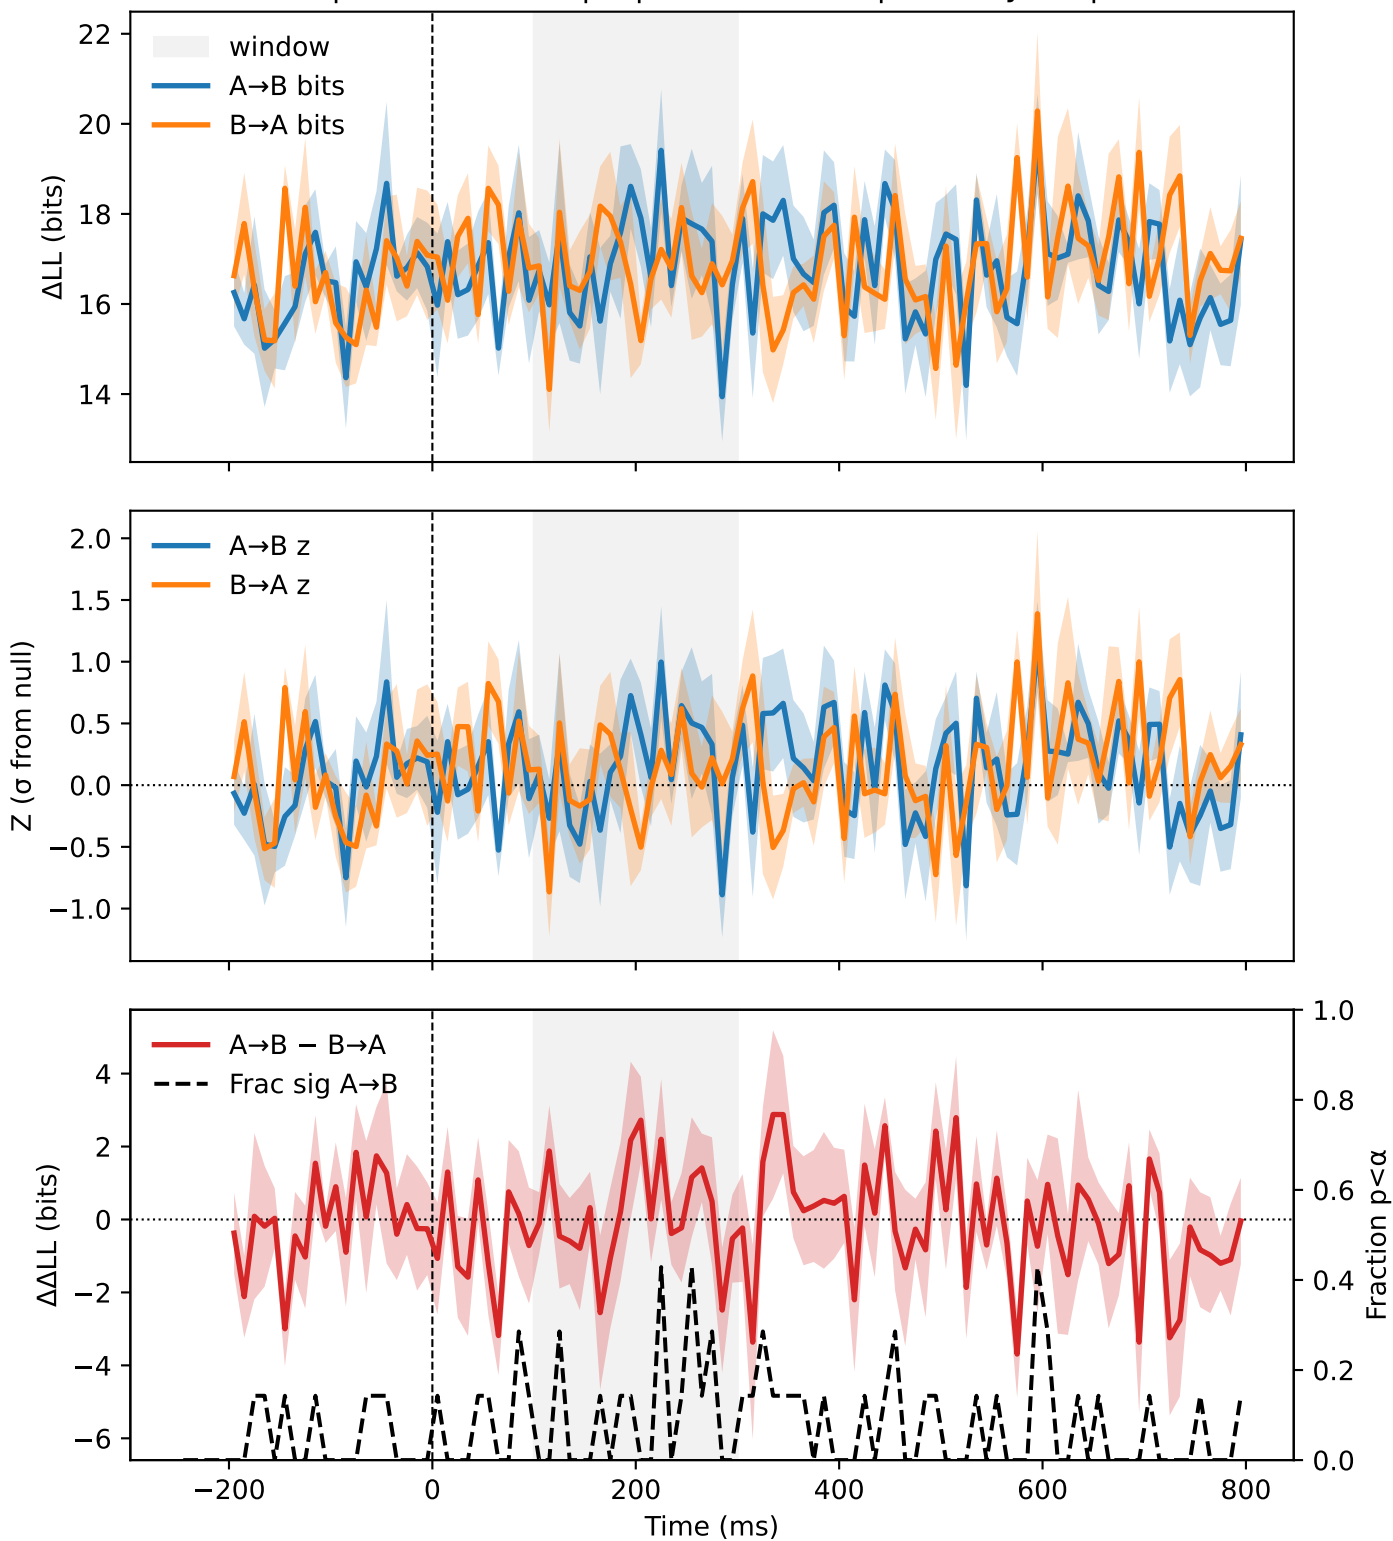 22
20
18
16
14
ΔLL (bits)
window
A→B bits
B→A bits
2.0
1.5
1.0
0.5
0.0
−0.5
−1.0
Z (σ from null)
A→B z
B→A z
4
2
0
−2
−4
−6
ΔΔLL (bits)
A→B − B→A
Frac sig A→B
1.0
0.8
0.6
0.4
0.2
0.0
Fraction p<α
−200
0
200
400
600
800
Time (ms)